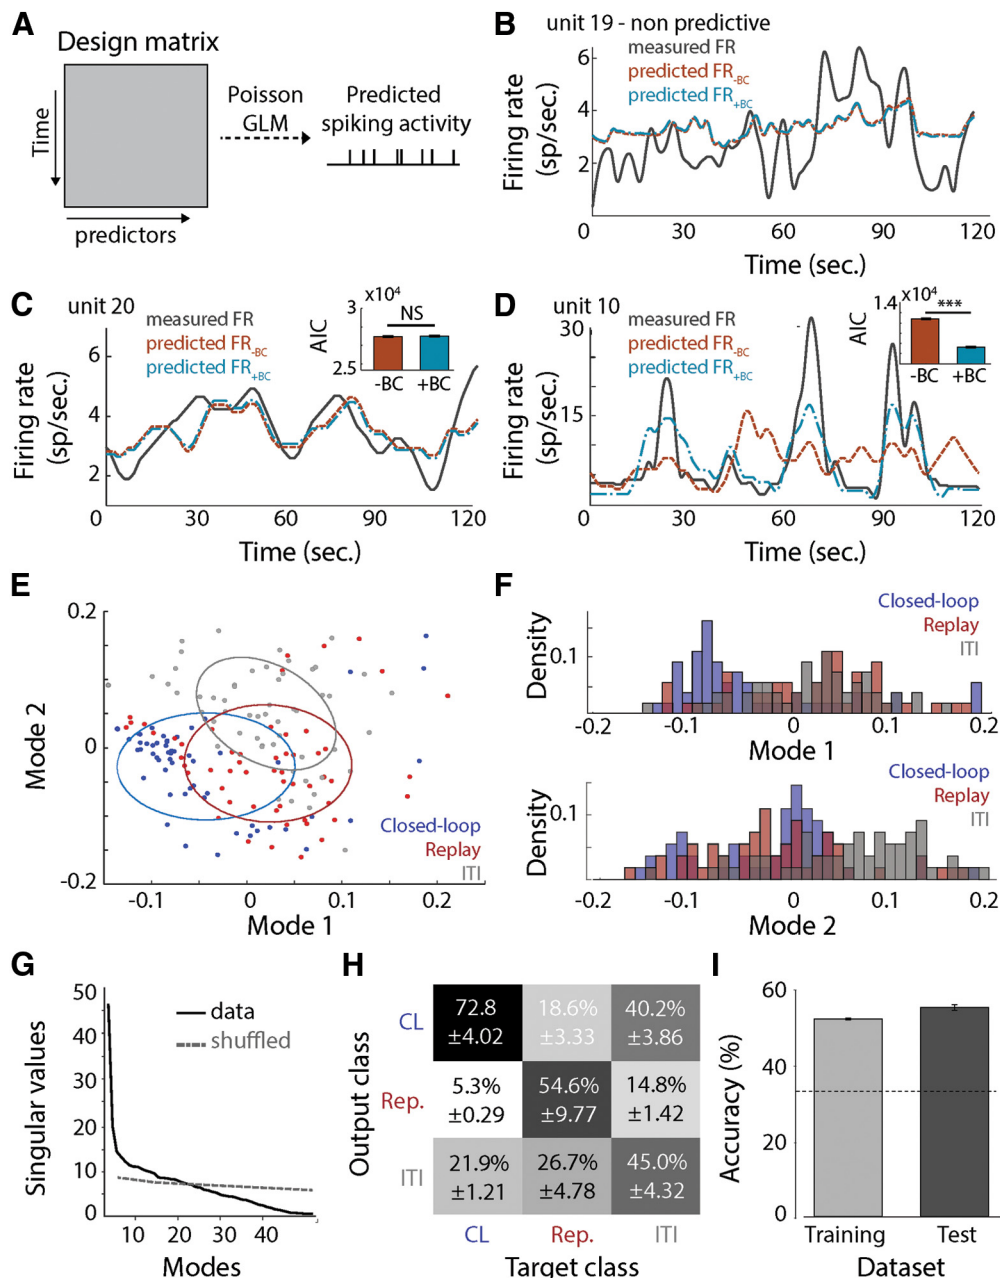 A
Design matrix
Time
predictors
Poisson
GLM
Predicted
spiking activity
B
unit 19 - non predictive
measured FR
predicted FR-BC
predicted FR+BC
Firing rate
(sp/sec.)
6
4
2
0
30
60
90
120
Time (sec.)
C
unit 20
measured FR
predicted FR-BC
predicted FR+BC
Firing rate
(sp/sec.)
6
4
2
0
30
60
90
120
Time (sec.)
x10⁴
3
2.5
AIC
NS
-BC
+BC
D
unit 10
measured FR
predicted FR-BC
predicted FR+BC
Firing rate
(sp/sec.)
30
15
0
30
60
90
120
Time (sec.)
x10⁴
1.4
AIC
***
-BC
+BC
E
Mode 2
0.2
0
-0.2
-0.1
0
0.1
0.2
Mode 1
Closed-loop
Replay
ITI
F
Closed-loop
Replay
ITI
Density
0.1
-0.2
-0.1
0
0.1
0.2
Mode 1
Closed-loop
Replay
ITI
Density
0.1
-0.2
-0.1
0
0.1
0.2
Mode 2
G
Singular values
50
40
30
20
10
0
data
shuffled
10
20
30
40
Modes
H
Output class
CL
72.8
±4.02
18.6%
±3.33
40.2%
±3.86
Rep.
5.3%
±0.29
54.6%
±9.77
14.8%
±1.42
ITI
21.9%
±1.21
26.7%
±4.78
45.0%
±4.32
CL
Rep.
ITI
Target class
I
Accuracy (%)
60
40
20
0
Training
Test
Dataset